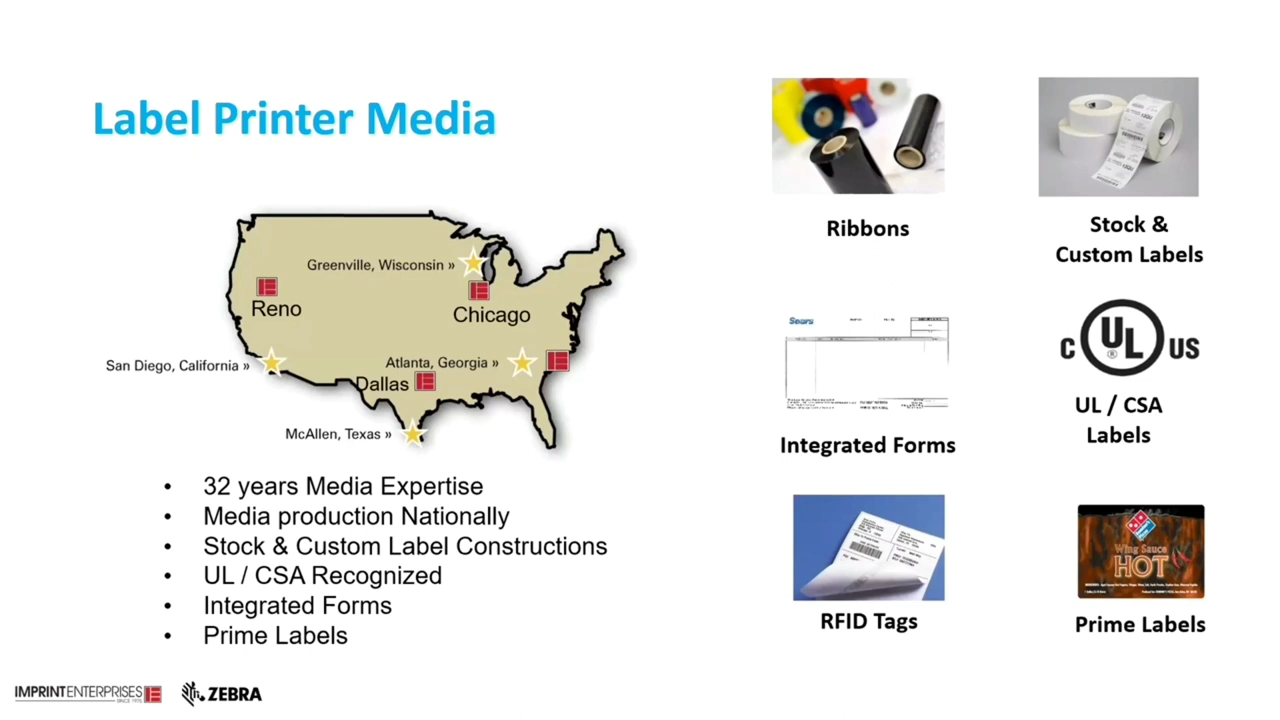 Label Printer Media
Greenville, Wisconsin »
Reno
Chicago
San Diego, California »
Atlanta, Georgia »
Dallas
McAllen, Texas »
• 32 years Media Expertise
• Media production Nationally
• Stock & Custom Label Constructions
• UL / CSA Recognized
• Integrated Forms
• Prime Labels
Ribbons
Stock &
Custom Labels
Sears
Integrated Forms
c UL ® US
UL / CSA
Labels
RFID Tags
Wing Sauce
HOT
Prime Labels
IMPRINT ENTERPRISES
ZEBRA